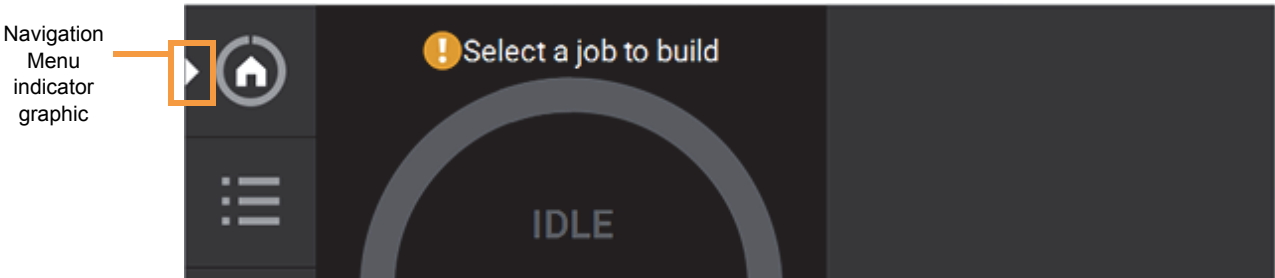 Navigation
Menu
indicator
graphic
Select a job to build
IDLE